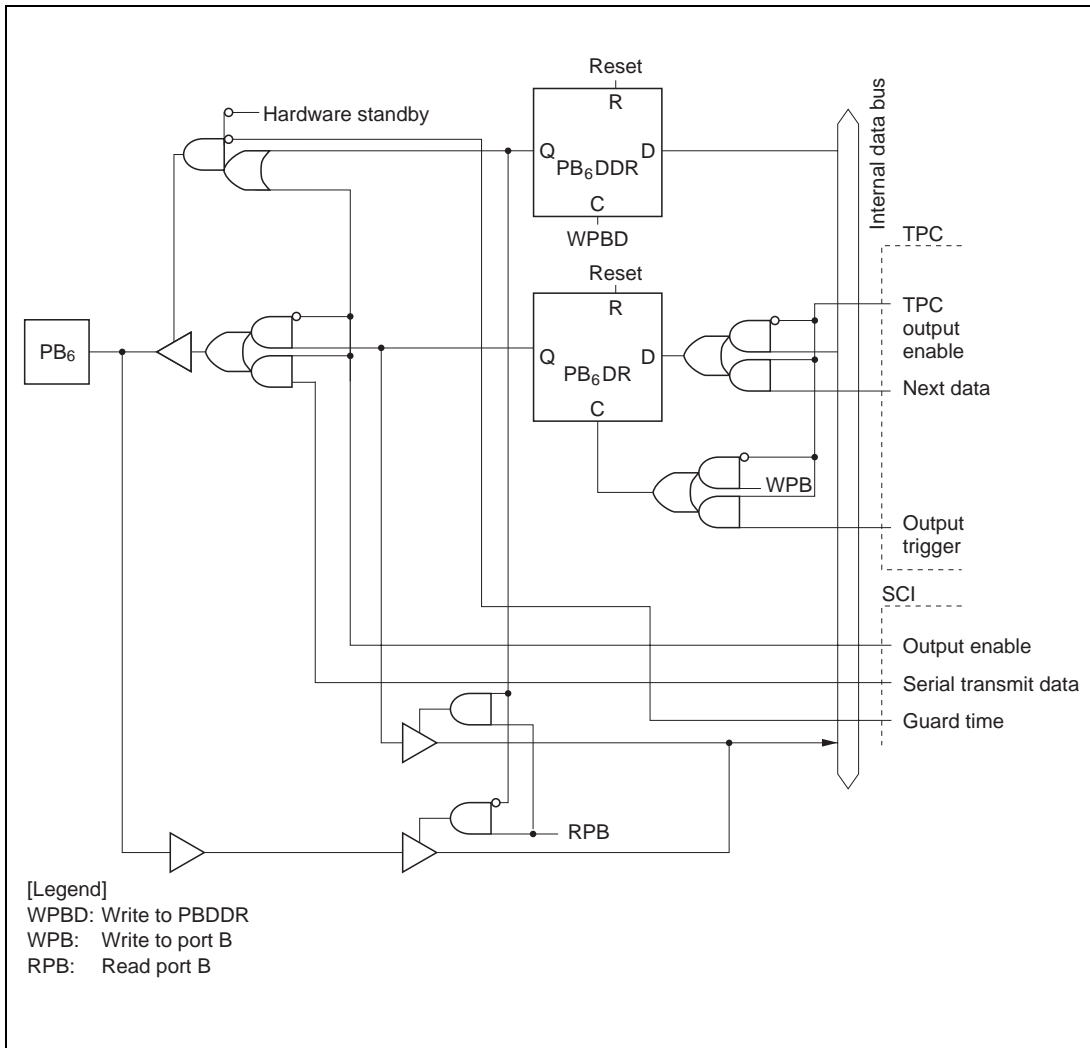 Reset
Hardware standby
R
Q
D
PB6DDR
C
WPBD
Internal data bus
TPC
Reset
R
TPC
output
enable
PB6
Q
D
PB6DR
Next data
C
WPB
Output
trigger
SCI
Output enable
Serial transmit data
Guard time
RPB
[Legend]
WPBD: Write to PBDDR
WPB: Write to port B
RPB: Read port B